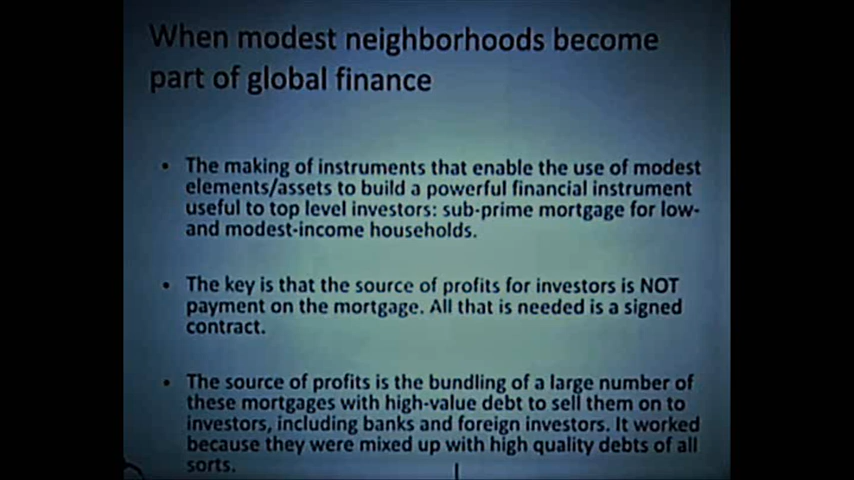 When modest neighborhoods become
part of global finance
• The making of instruments that enable the use of modest
elements/assets to build a powerful financial instrument
useful to top level investors: sub-prime mortgage for low-
and modest-income households.
• The key is that the source of profits for investors is NOT
payment on the mortgage. All that is needed is a signed
contract.
• The source of profits is the bundling of a large number of
these mortgages with high-value debt to sell them on to
investors, including banks and foreign investors. It worked
because they were mixed up with high quality debts of all
sorts.